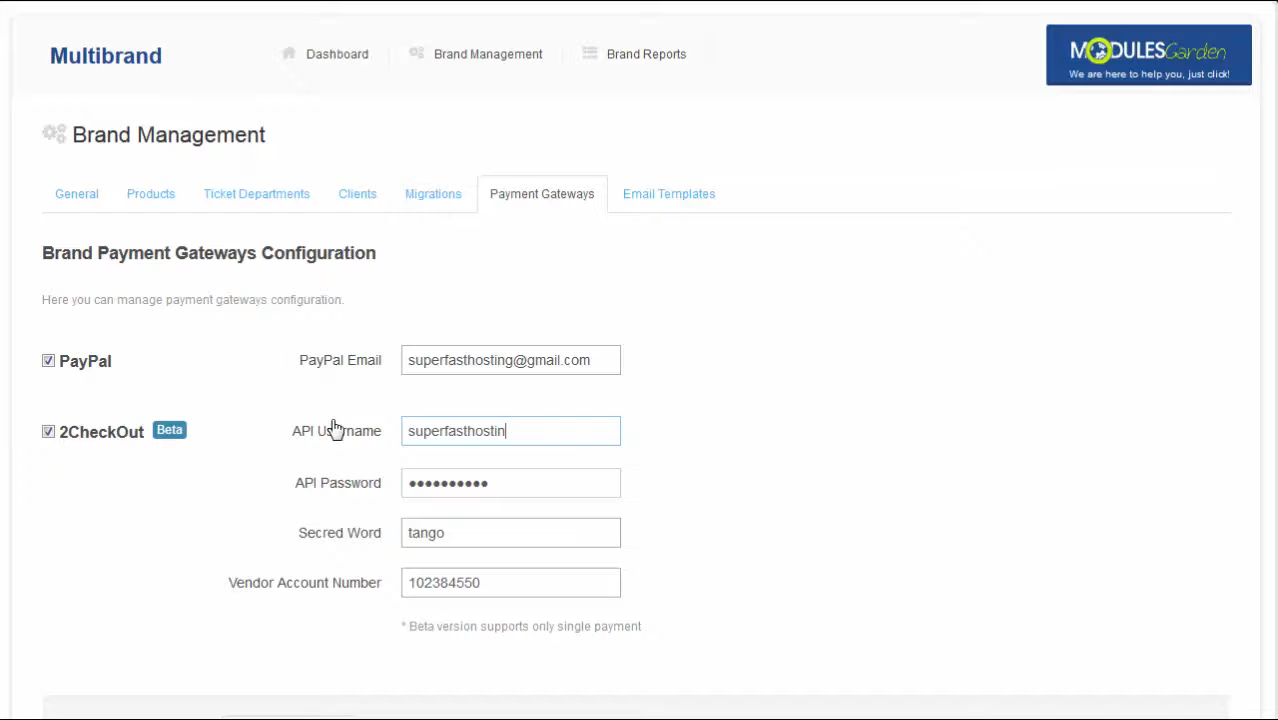 Multibrand
Dashboard
Brand Management
Brand Reports
MODULESGarden
We are here to help you, just click!
Brand Management
General
Products
Ticket Departments
Clients
Migrations
Payment Gateways
Email Templates
Brand Payment Gateways Configuration
Here you can manage payment gateways configuration.
PayPal
PayPal Email
superfasthosting@gmail.com
2CheckOut
Beta
API Username
superfasthostin
API Password
••••••••••
Secred Word
tango
Vendor Account Number
102384550
* Beta version supports only single payment